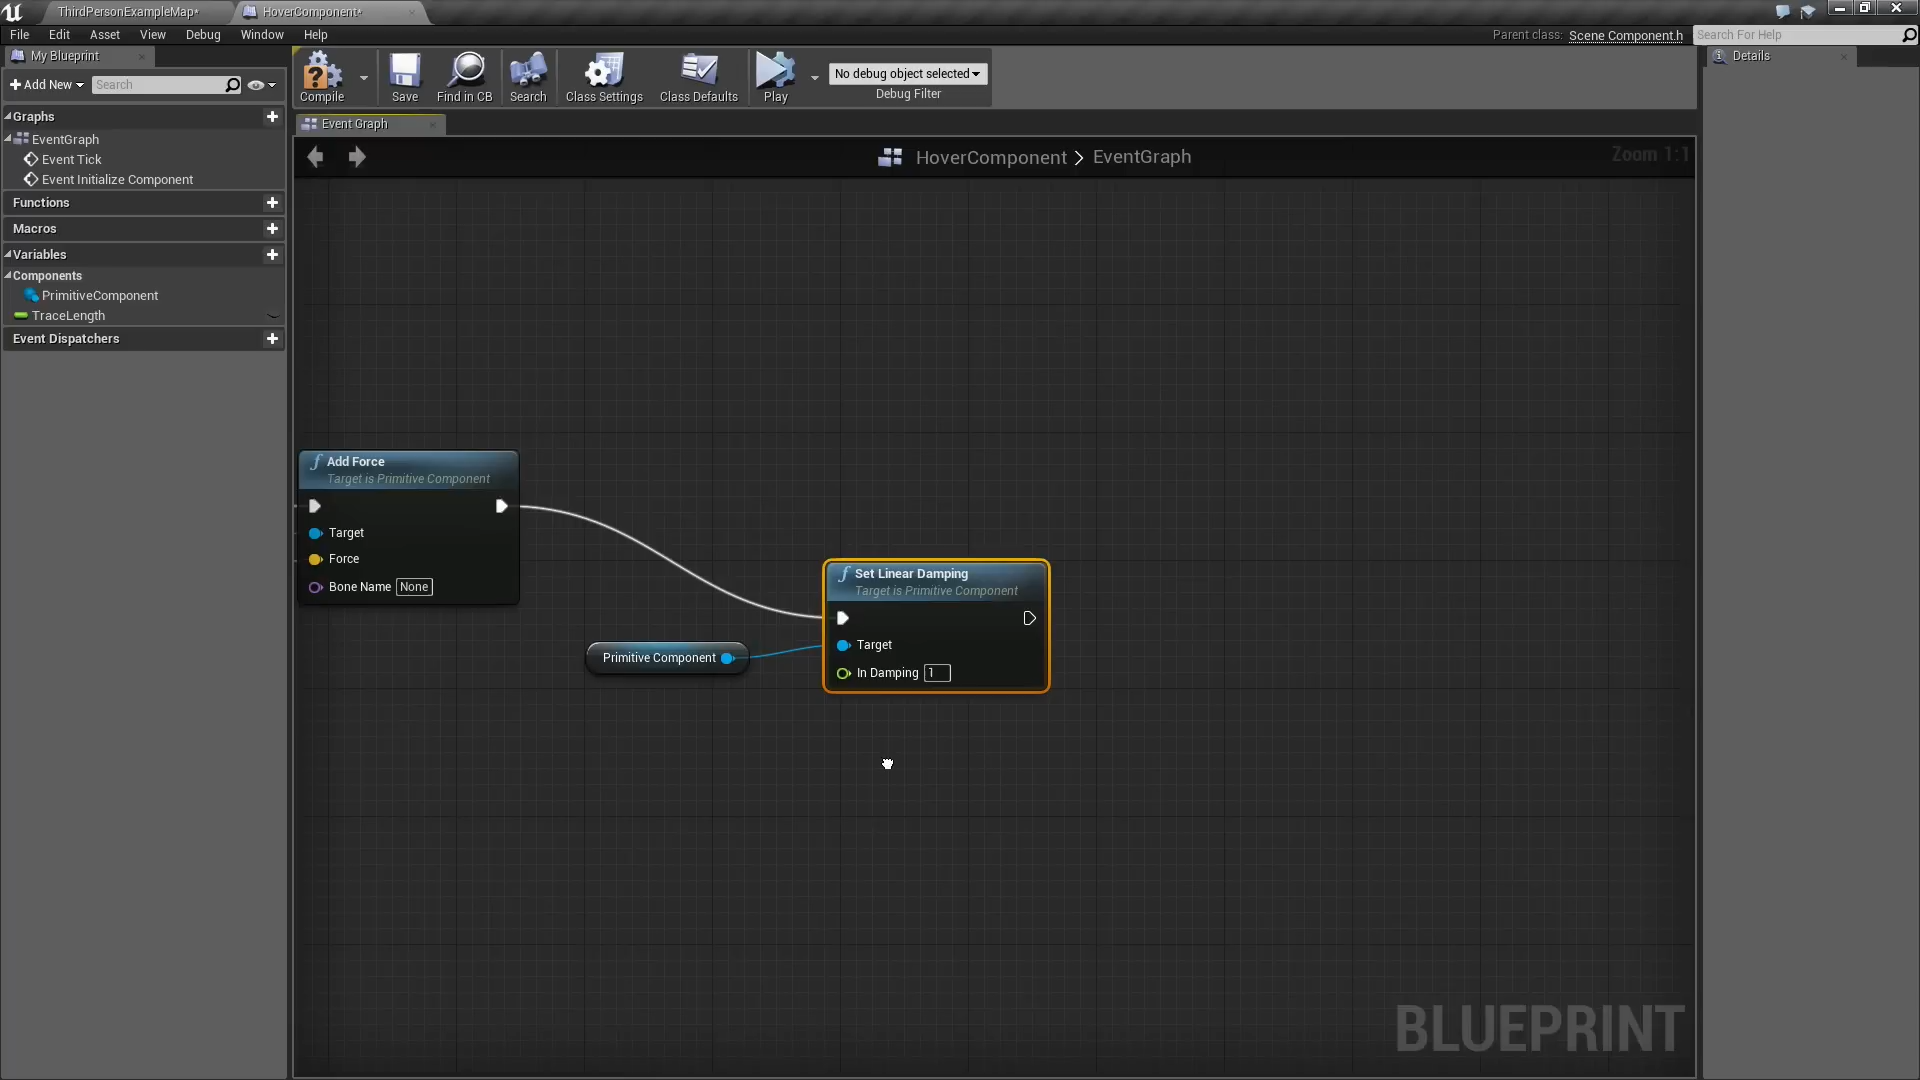 ThirdPersonExampleMap*
HoverComponent*
File Edit Asset View Debug Window Help
Parent class: Scene Component.h
Search For Help
My Blueprint
Details
Add New
Search
Compile
Save
Find in CB
Search
Class Settings
Class Defaults
Play
No debug object selected
Debug Filter
Graphs
EventGraph
Event Tick
Event Initialize Component
Functions
Macros
Variables
Components
PrimitiveComponent
TraceLength
Event Dispatchers
Event Graph
HoverComponent > EventGraph
Zoom 1:1
f Add Force
Target is Primitive Component
Target
Force
Bone Name None
Primitive Component
f Set Linear Damping
Target is Primitive Component
Target
In Damping 1
BLUEPRINT